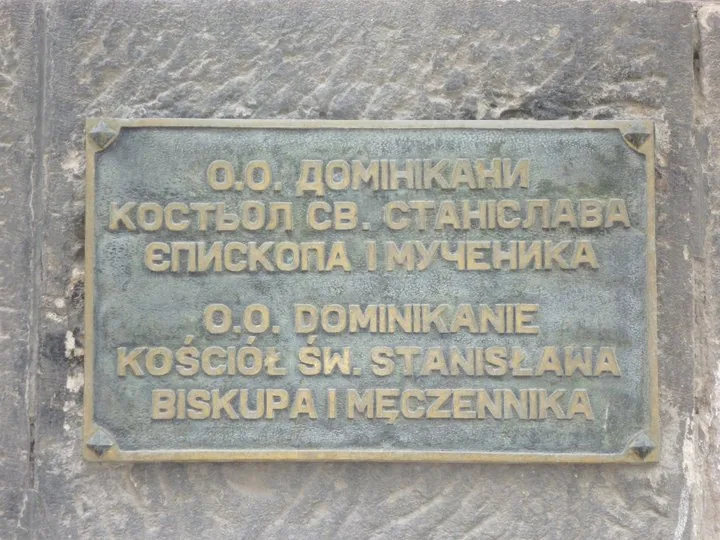 О.О. ДОМІНІКАНИ
КОСТЬОЛ СВ. СТАНІСЛАВА
ЄПИСКОПА І МУЧЕНИКА
O.O. DOMINIKANIE
KOŚCIÓŁ ŚW. STANISŁAWA
BISKUPA I MĘCZENNIKA